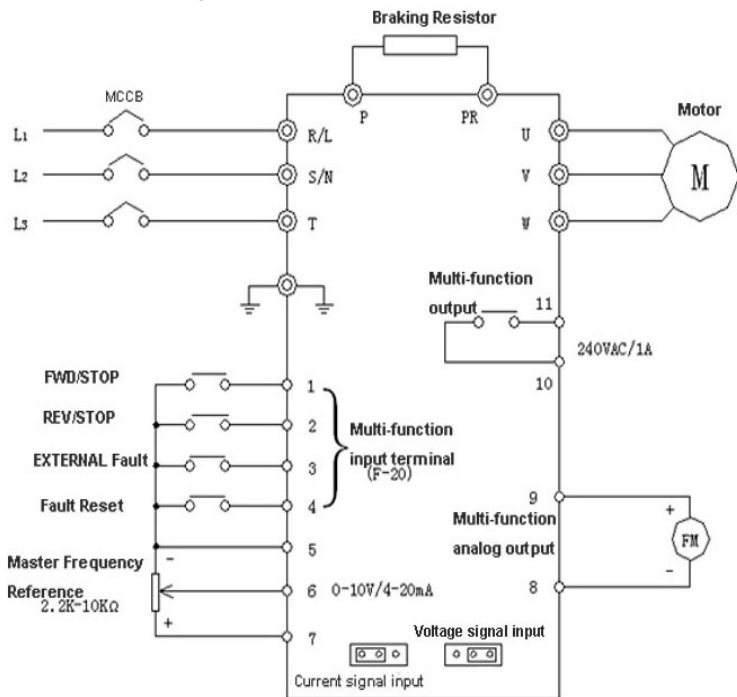 Braking Resistor
MCCB
P
PR
Motor
L1
R/L
U
L2
S/N
V
M
L3
T
W
Multi-function
output
11
240VAC/1A
10
FWD/STOP
1
REV/STOP
2
Multi-function
input terminal
(F-20)
EXTERNAL Fault
3
Fault Reset
4
9
+
Multi-function
analog output
FM
-
8
5
-
Master Frequency
Reference
2.2K-10KΩ
6
0-10V/4-20mA
+
7
Voltage signal input
Current signal input